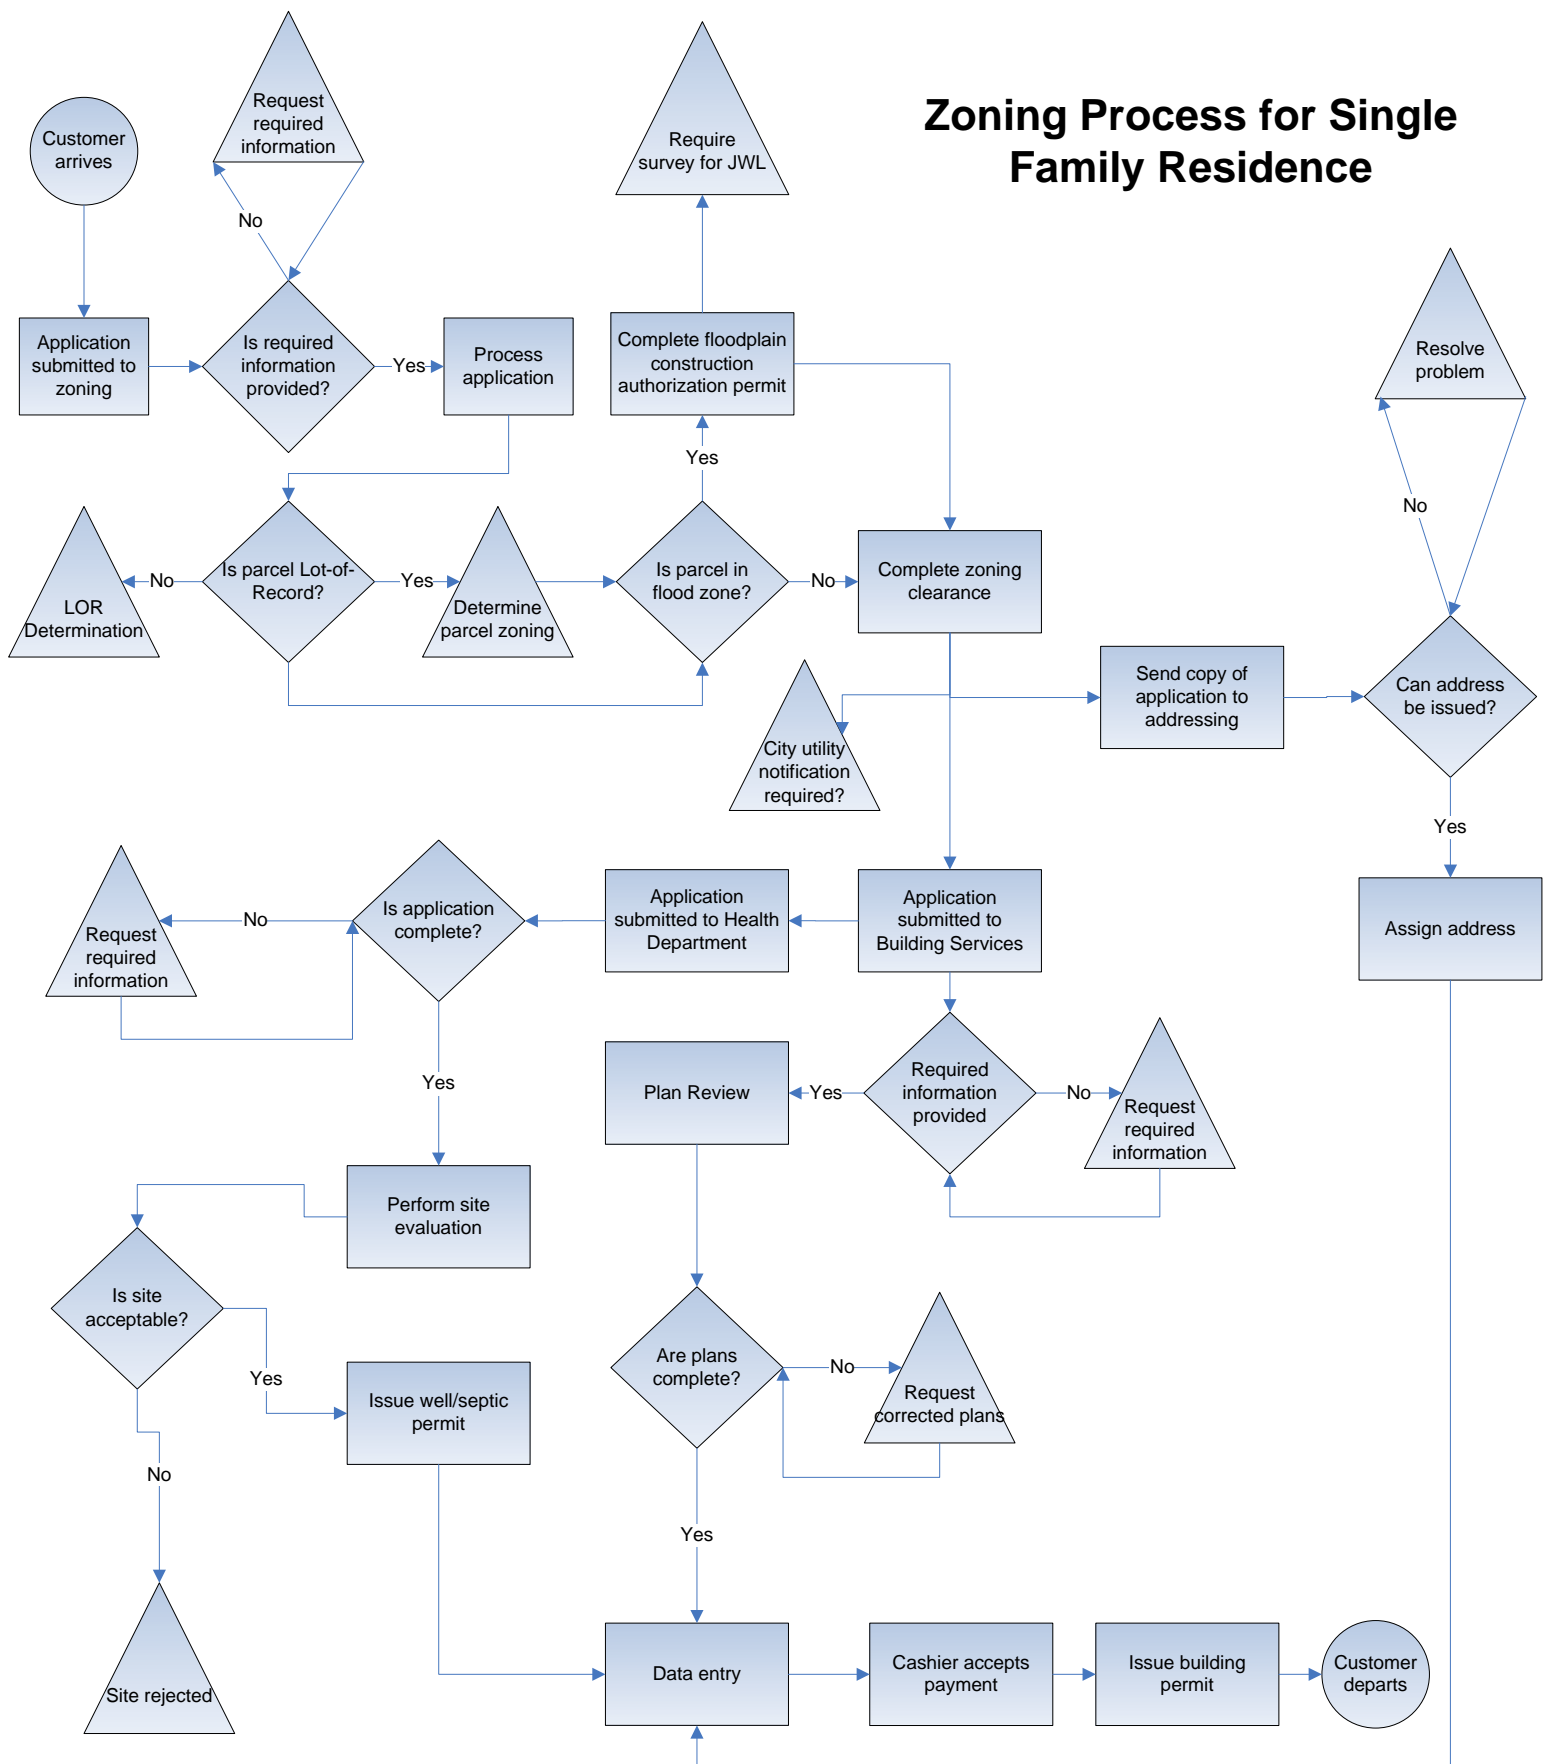 Zoning Process for Single
Family Residence
Customer
arrives
Request
required
information
No
Require
survey for JWL
Application
submitted to
zoning
Is required
information
provided?
Yes
Process
application
Complete floodplain
construction
authorization permit
Resolve
problem
Yes
No
LOR
Determination
No
Is parcel Lot-of-
Record?
Yes
Determine
parcel zoning
Is parcel in
flood zone?
No
Complete zoning
clearance
Send copy of
application to
addressing
Can address
be issued?
City utility
notification
required?
Yes
Request
required
information
No
Is application
complete?
Application
submitted to Health
Department
Application
submitted to
Building Services
Assign address
Yes
Plan Review
Yes
Required
information
provided
No
Request
required
information
Perform site
evaluation
Is site
acceptable?
Yes
Issue well/septic
permit
Are plans
complete?
No
Request
corrected plans
No
Yes
Site rejected
Data entry
Cashier accepts
payment
Issue building
permit
Customer
departs